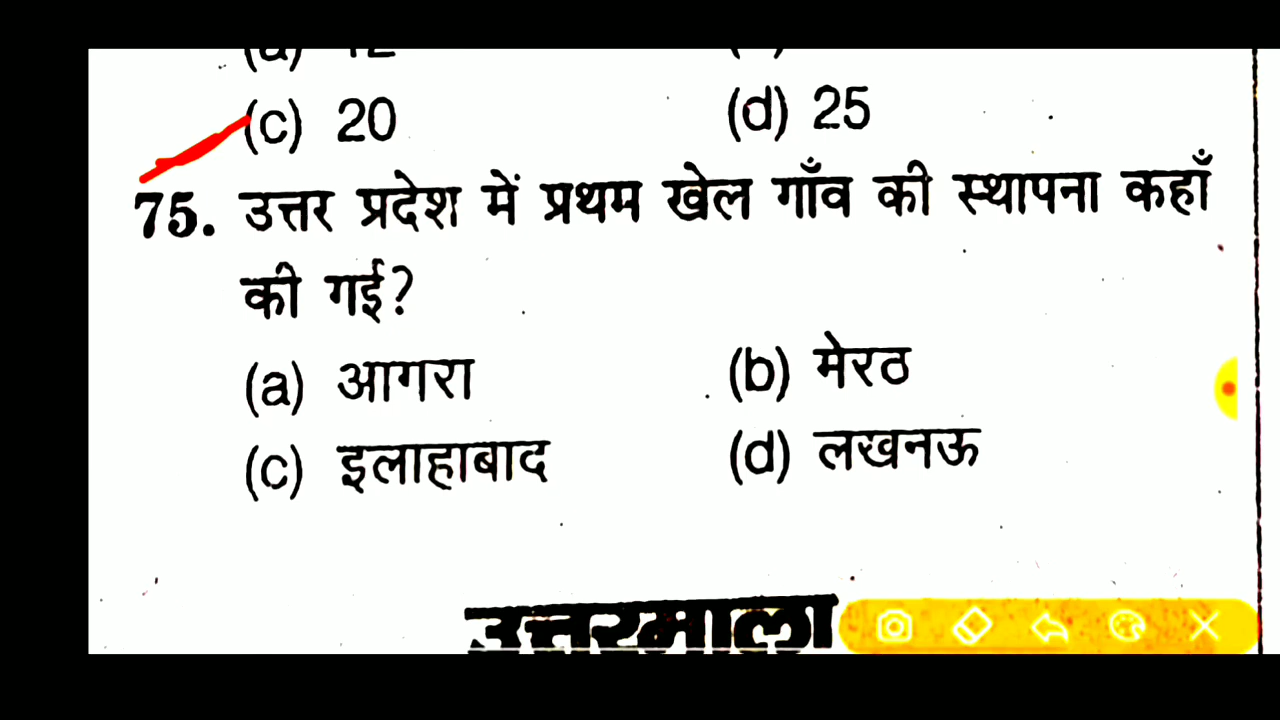 (c) 20 (d) 25
75. उत्तर प्रदेश में प्रथम खेल गाँव की स्थापना कहाँ
की गई?
(a) आगरा (b) मेरठ
(c) इलाहाबाद (d) लखनऊ
उत्तरमाला